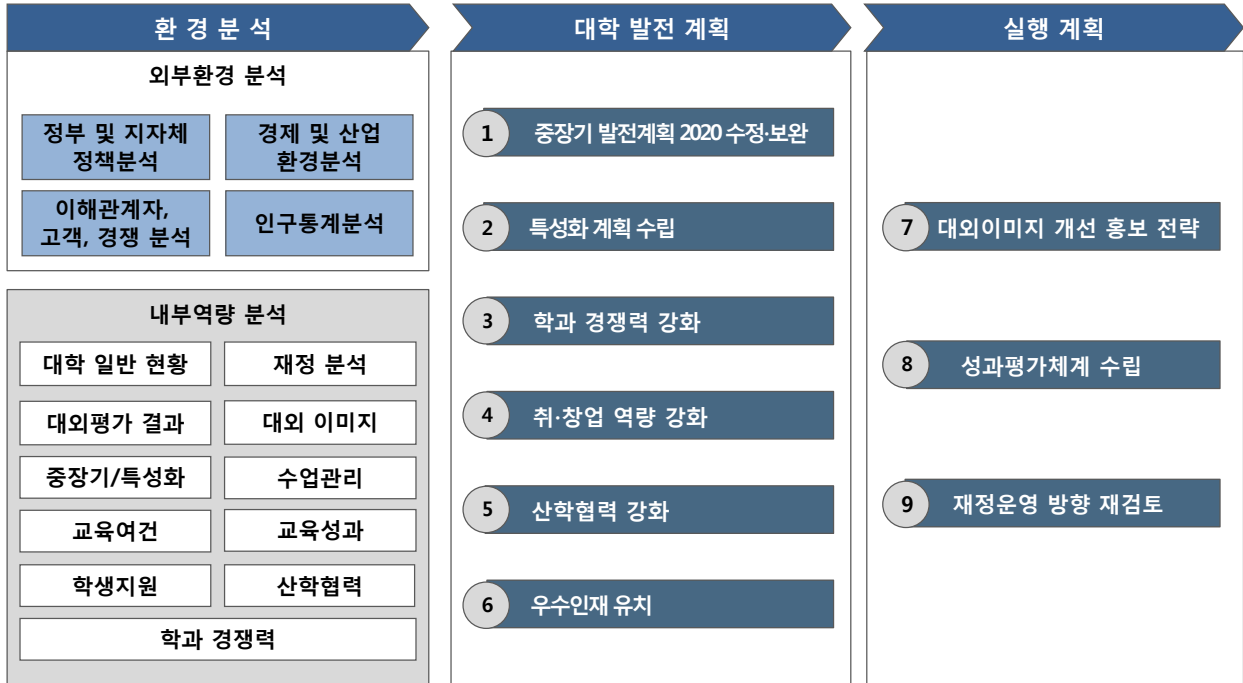 환 경 분 석
외부환경 분석
정부 및 지자체
정책분석
경제 및 산업
환경분석
이해관계자,
고객, 경쟁 분석
인구통계분석
내부역량 분석
대학 일반 현황
재정 분석
대외평가 결과
대외 이미지
중장기/특성화
수업관리
교육여건
교육성과
학생지원
산학협력
학과 경쟁력
대학 발전 계획
1 중장기 발전계획 2020 수정·보완
2 특성화 계획 수립
3 학과 경쟁력 강화
4 취·창업 역량 강화
5 산학협력 강화
6 우수인재 유치
실행 계획
7 대외이미지 개선 홍보 전략
8 성과평가체계 수립
9 재정운영 방향 재검토